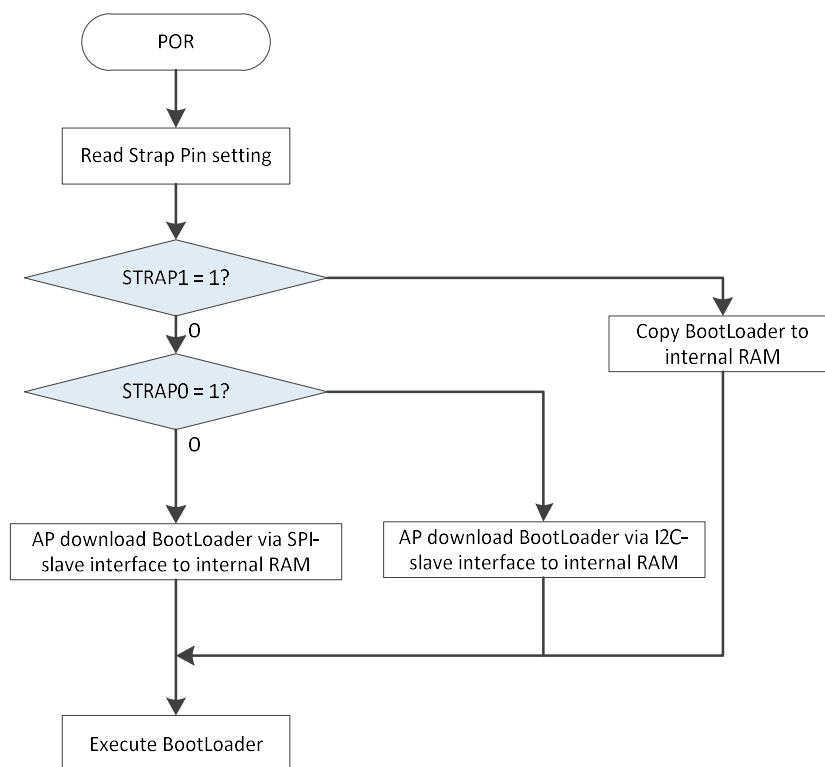 POR
Read Strap Pin setting
STRAP1 = 1?
0
Copy BootLoader to
internal RAM
STRAP0 = 1?
0
AP download BootLoader via SPI-
slave interface to internal RAM
AP download BootLoader via I2C-
slave interface to internal RAM
Execute BootLoader